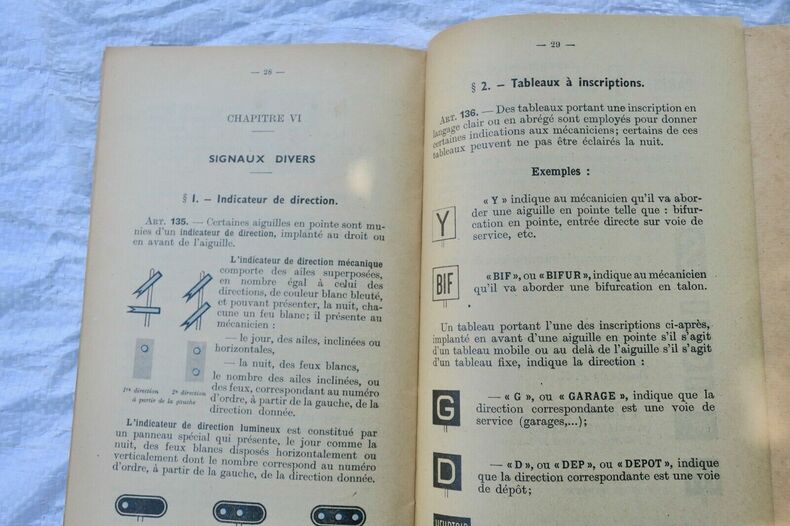 — 28 —
CHAPITRE VI
SIGNAUX DIVERS
§ 1. — Indicateur de direction.
ART. 135. — Certaines aiguilles en pointe sont mu-
nies d'un indicateur de direction, implanté au droit ou
en avant de l'aiguille.
L'indicateur de direction mécanique
comporte des ailes superposées,
en nombre égal à celui des
directions, de couleur blanc bleuté,
et pouvant présenter, la nuit, cha-
cune un feu blanc; il présente au
mécanicien :
— le jour, des ailes, inclinées ou
horizontales,
— la nuit, des feux blancs,
le nombre des ailes inclinées, ou
des feux, correspondant au numéro
d'ordre, à partir de la gauche, de la
direction donnée.
1re direction 2e direction
à partir de la gauche
L'indicateur de direction lumineux est constitué par
un panneau spécial qui présente, le jour comme la
nuit, des feux blancs disposés horizontalement ou
verticalement dont le nombre correspond au numéro
d'ordre, à partir de la gauche, de la direction donnée.
— 29 —
§ 2. — Tableaux à inscriptions.
ART. 136. — Des tableaux portant une inscription en
langage clair ou en abrégé sont employés pour donner
certaines indications aux mécaniciens; certains de ces
tableaux peuvent ne pas être éclairés la nuit.
Exemples :
Y
« Y » indique au mécanicien qu'il va abor-
der une aiguille en pointe telle que : bifur-
cation en pointe, entrée directe sur voie de
service, etc.
BIF
« BIF », ou « BIFUR », indique au mécanicien
qu'il va aborder une bifurcation en talon.
Un tableau portant l'une des inscriptions ci-après,
implanté en avant d'une aiguille en pointe s'il s'agit
d'un tableau mobile ou au delà de l'aiguille s'il s'agit
d'un tableau fixe, indique la direction :
G
— « G », ou « GARAGE », indique que la
direction correspondante est une voie de
service (garages,...);
D
— « D », ou « DEP », ou « DEPOT », indique
que la direction correspondante est une voie
de dépôt;